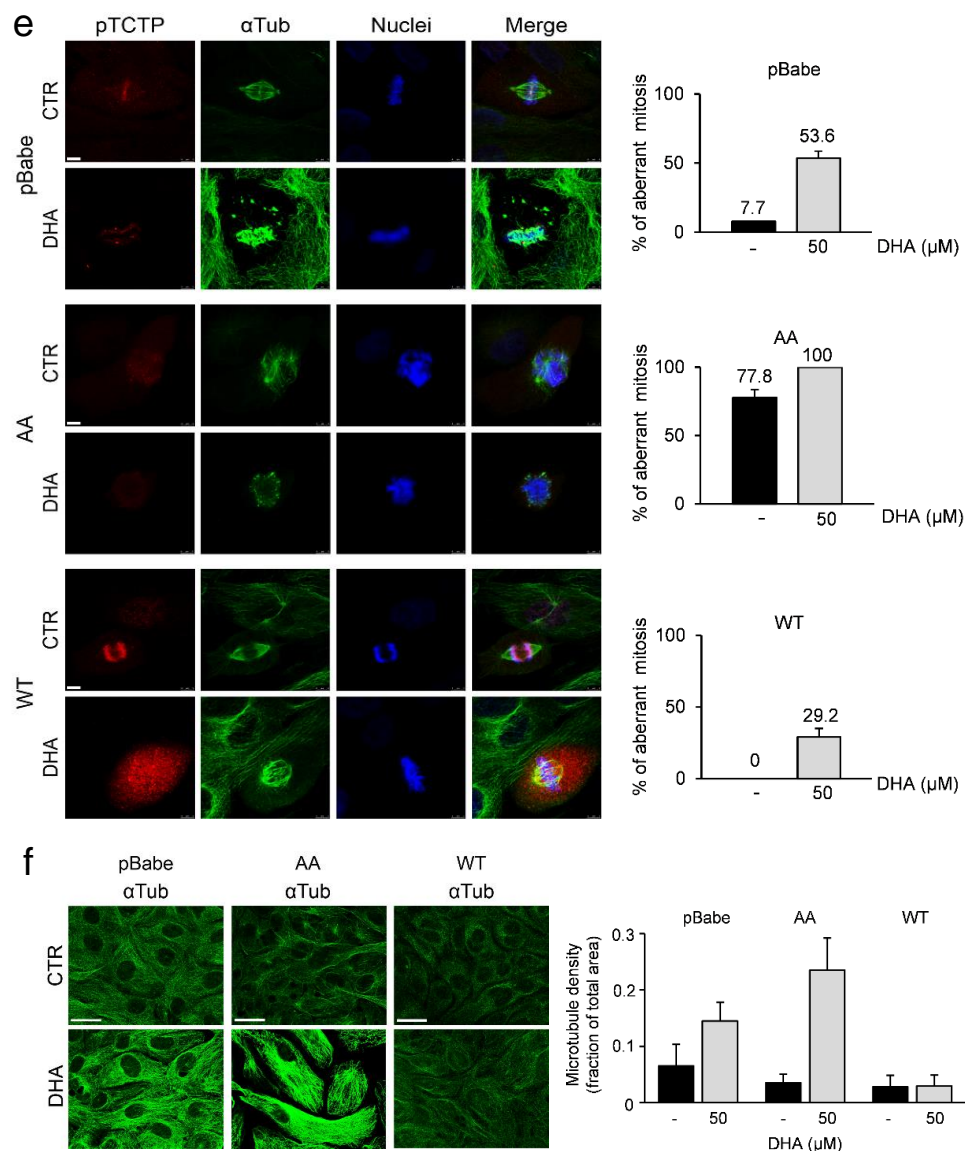 e
pTCTP αTub Nuclei Merge
pBabe
CTR
DHA
pBabe
% of aberrant mitosis
100
50
0
7.7
53.6
- 50 DHA (µM)
AA
CTR
DHA
AA
% of aberrant mitosis
100
50
0
77.8
100
- 50 DHA (µM)
WT
CTR
DHA
WT
% of aberrant mitosis
100
50
0
0
29.2
- 50 DHA (µM)
f
pBabe AA WT
αTub αTub αTub
CTR
DHA
pBabe AA WT
Microtubule density
(fraction of total area)
0.3
0.2
0.1
0
- 50 - 50 - 50
DHA (µM)